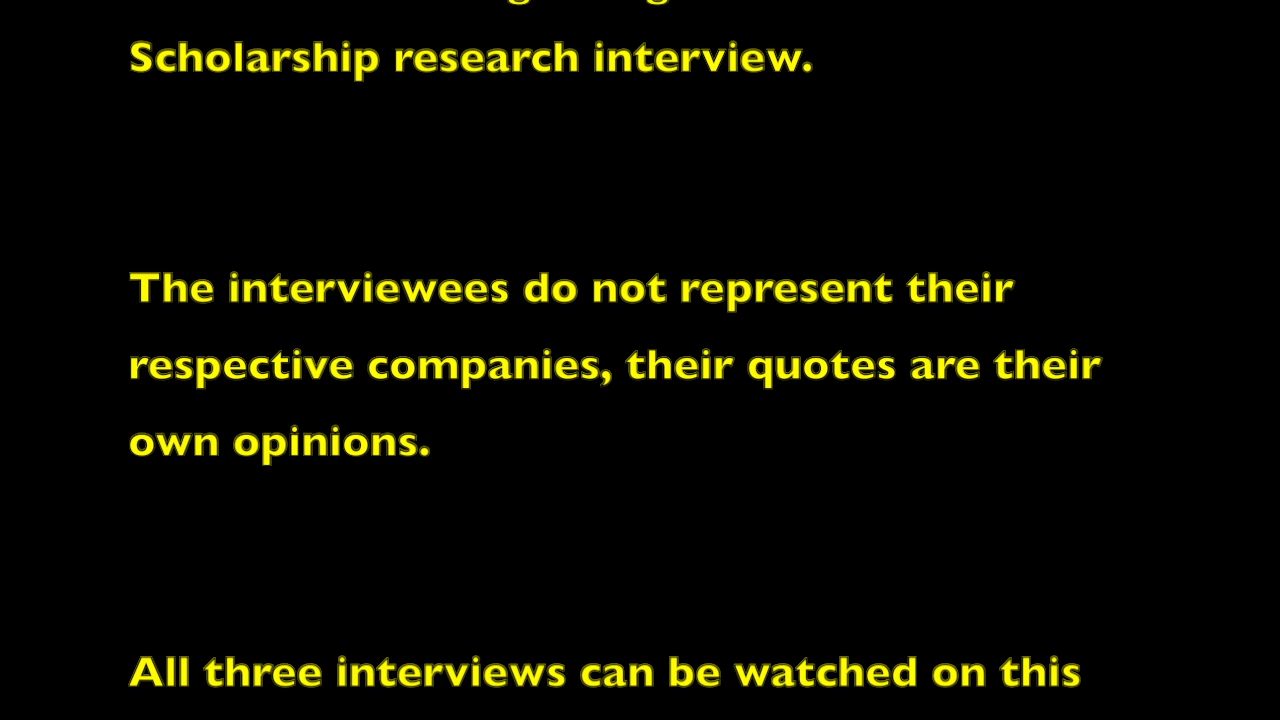 Scholarship research interview.
The interviewees do not represent their
respective companies, their quotes are their
own opinions.
All three interviews can be watched on this